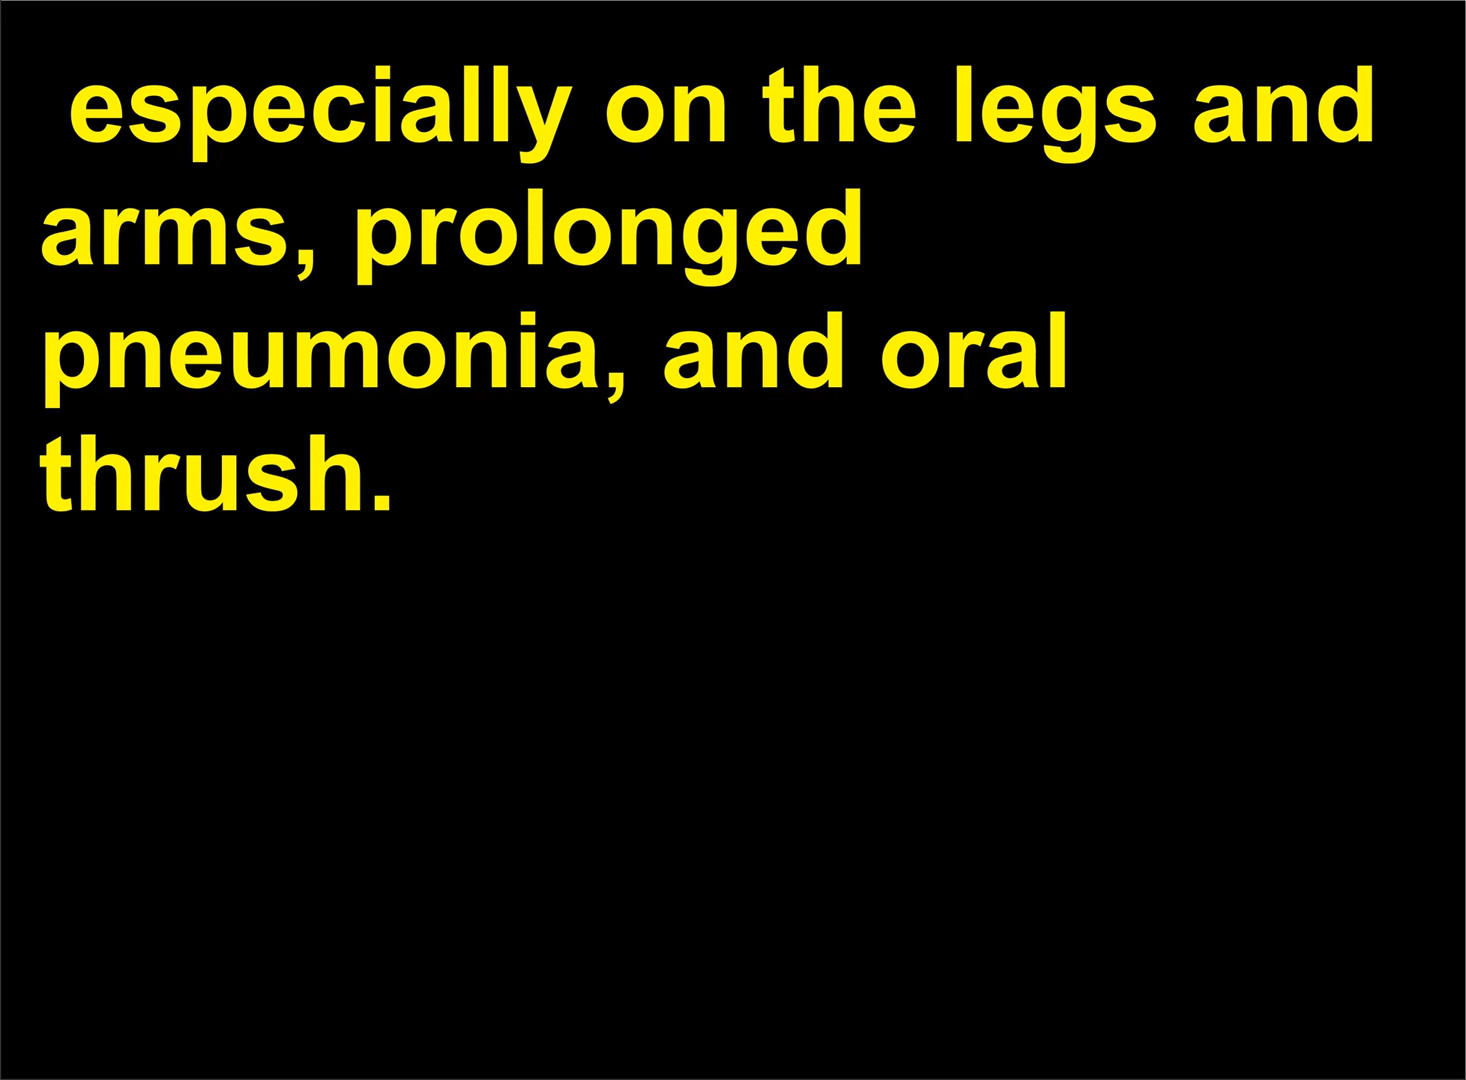 especially on the legs and
arms, prolonged
pneumonia, and oral
thrush.